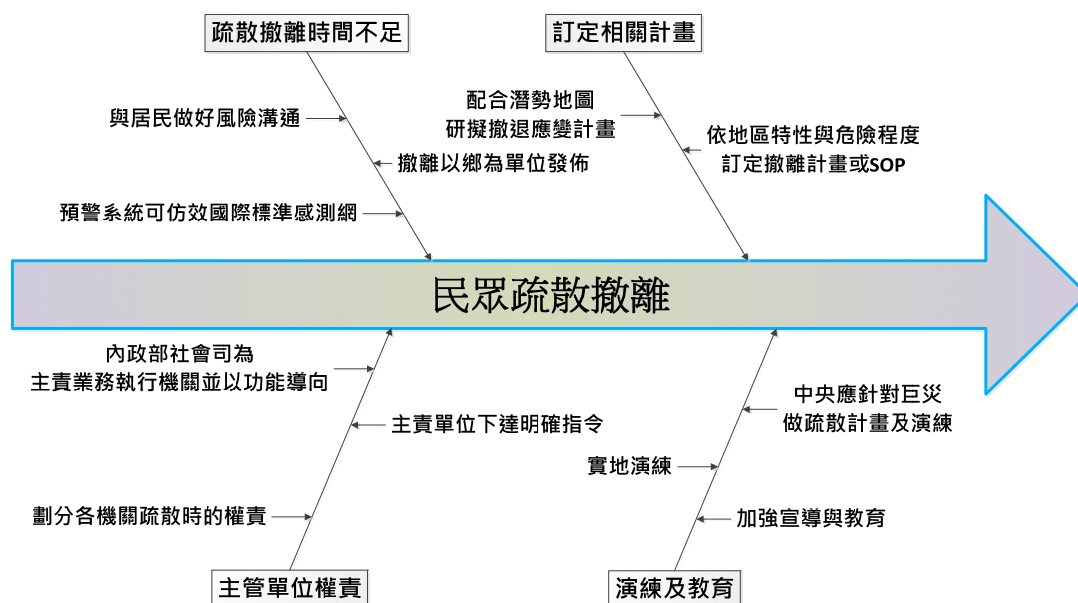 疏散撤離時間不足
訂定相關計畫
與居民做好風險溝通
撤離以鄉為單位發佈
預警系統可仿效國際標準感測網
配合潛勢地圖
研擬撤退應變計畫
依地區特性與危險程度
訂定撤離計畫或SOP
民眾疏散撤離
內政部社會司為
主責業務執行機關並以功能導向
主責單位下達明確指令
劃分各機關疏散時的權責
中央應針對巨災
做疏散計畫及演練
實地演練
加強宣導與教育
主管單位權責
演練及教育